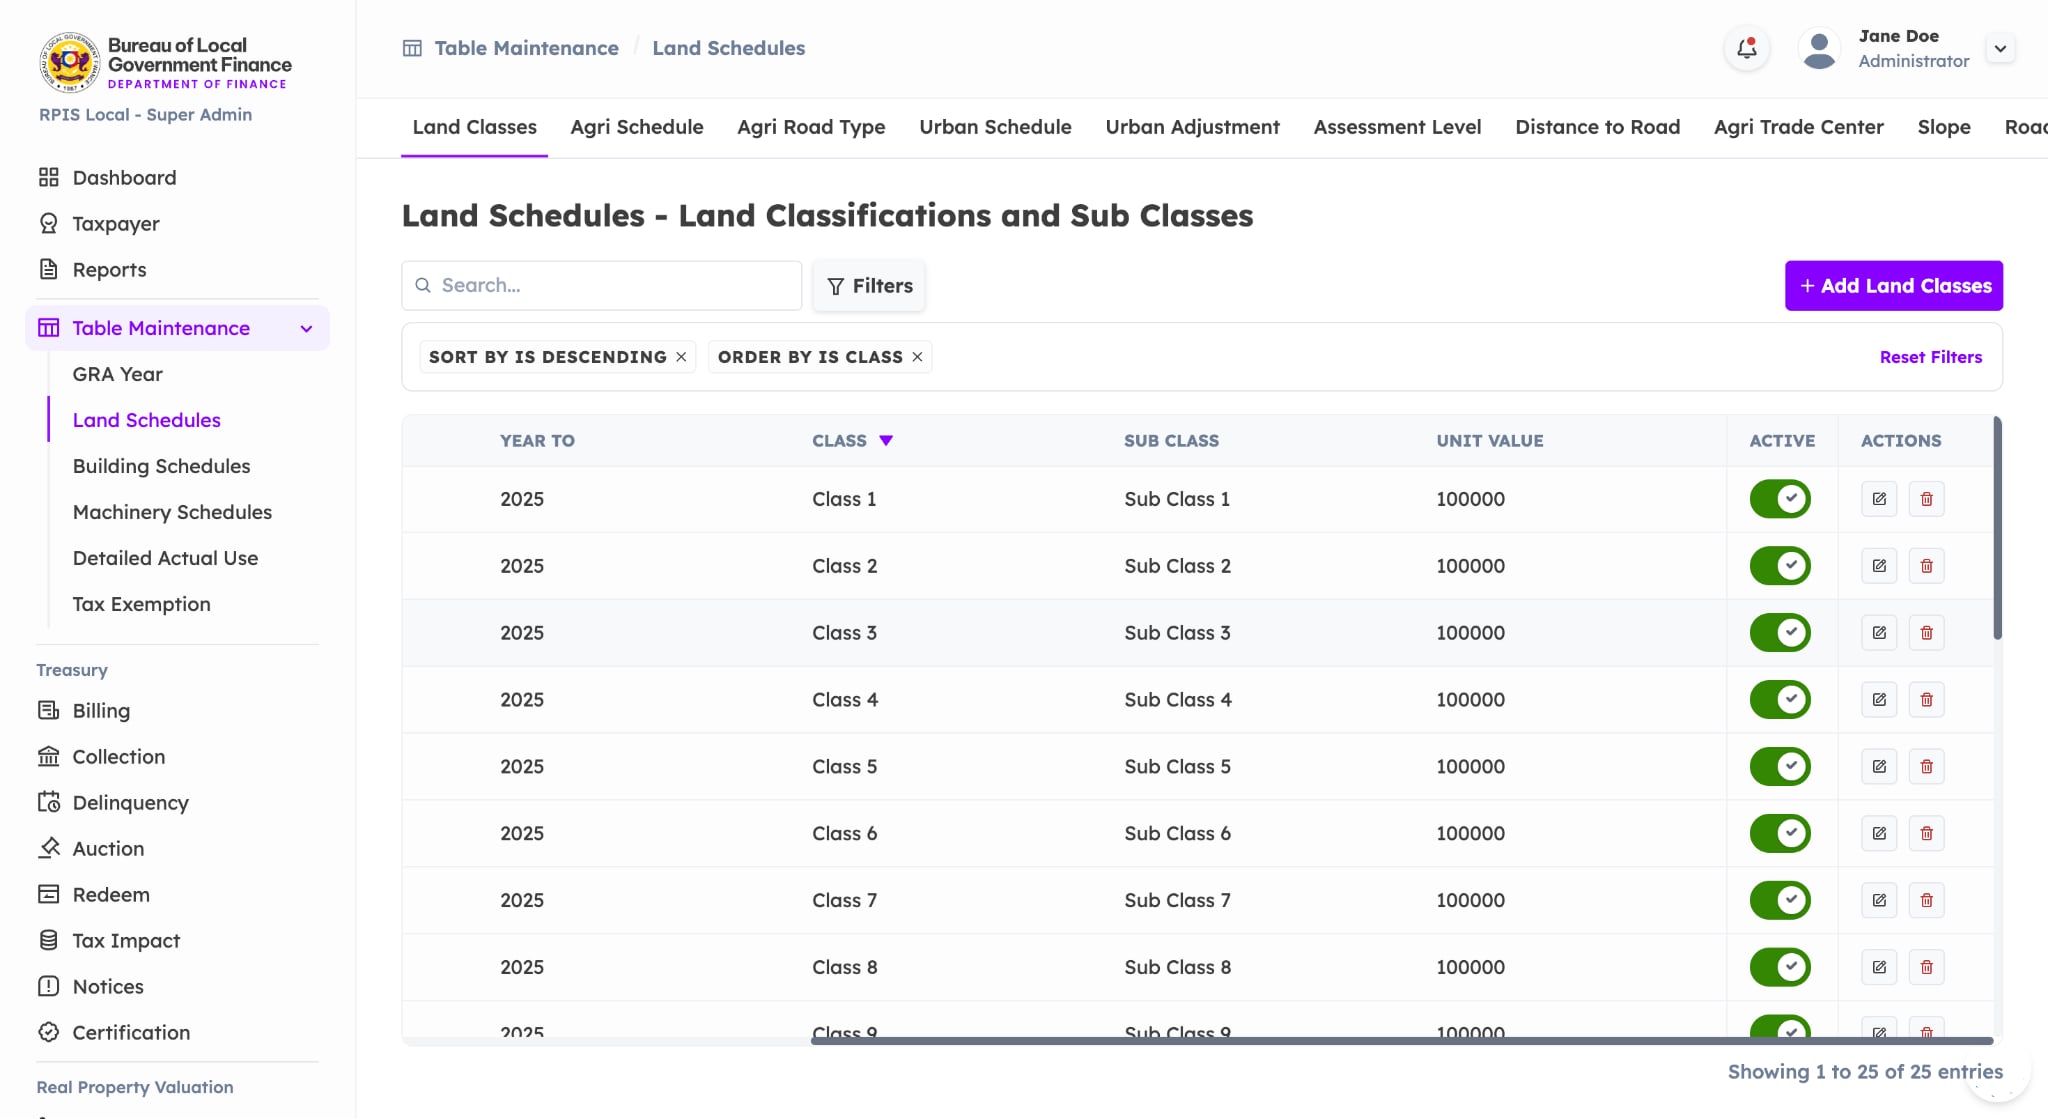 Bureau of Local
Government Finance
DEPARTMENT OF FINANCE
RPIS Local - Super Admin
Dashboard
Taxpayer
Reports
Table Maintenance
GRA Year
Land Schedules
Building Schedules
Machinery Schedules
Detailed Actual Use
Tax Exemption
Treasury
Billing
Collection
Delinquency
Auction
Redeem
Tax Impact
Notices
Certification
Real Property Valuation
Table Maintenance / Land Schedules
Jane Doe
Administrator
Land Classes Agri Schedule Agri Road Type Urban Schedule Urban Adjustment Assessment Level Distance to Road Agri Trade Center Slope Road
Land Schedules - Land Classifications and Sub Classes
Search... Filters + Add Land Classes
SORT BY IS DESCENDING × ORDER BY IS CLASS × Reset Filters
YEAR TO CLASS SUB CLASS UNIT VALUE ACTIVE ACTIONS
2025 Class 1 Sub Class 1 100000
2025 Class 2 Sub Class 2 100000
2025 Class 3 Sub Class 3 100000
2025 Class 4 Sub Class 4 100000
2025 Class 5 Sub Class 5 100000
2025 Class 6 Sub Class 6 100000
2025 Class 7 Sub Class 7 100000
2025 Class 8 Sub Class 8 100000
2025 Class 9 Sub Class 9 100000
Showing 1 to 25 of 25 entries